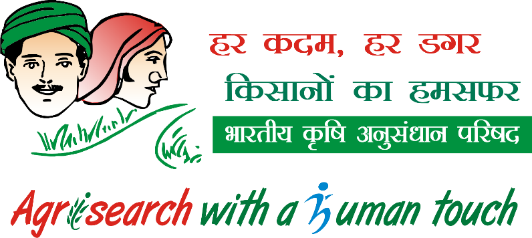 हर कदम, हर डगर
किसानों का हमसफर
भारतीय कृषि अनुसंधान परिषद
Agrisearch with a human touch